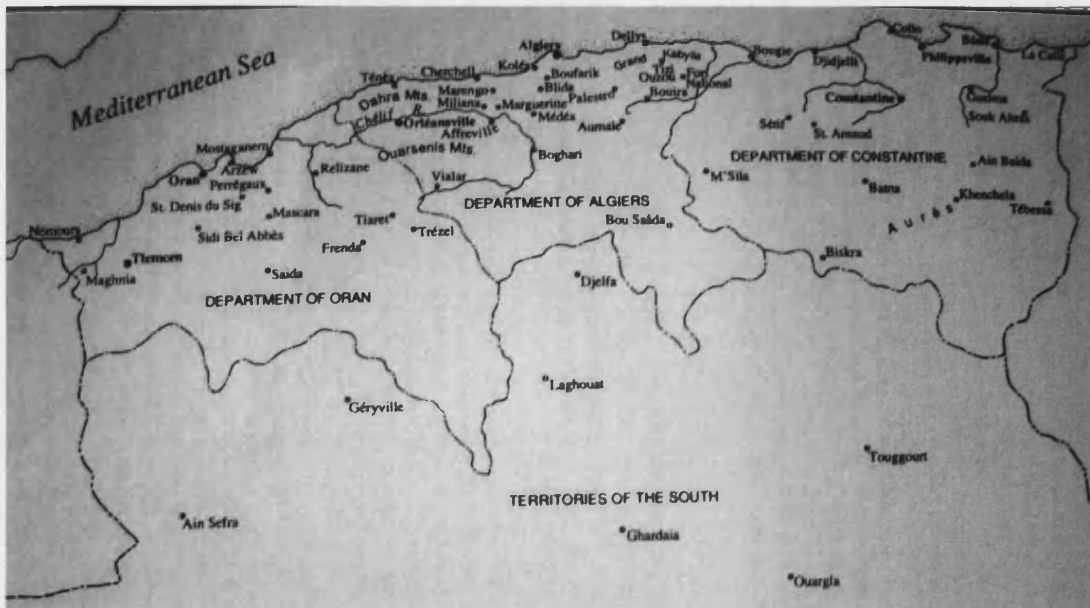 Mediterranean Sea
Algiers
Dellys
Grand Kabylia
Tizi Ouzou
Fort National
Bougie
Djidjelli
Collo
Philippeville
Bône
La Calle
Ténès
Cherchell
Koléa
Boufarik
Blida
Palestro
Bouira
Constantine
Guelma
Souk Ahras
Dahra Mts.
Marengo
Miliana
Marguerine
Médéa
Aumale
Sétif
St. Arnaud
Chélif R.
Orléansville
Affreville
Ouarsenis Mts.
Boghari
Mostaganem
Arzew
Oran
Perrégaux
Relizane
Vialar
DEPARTMENT OF ALGIERS
DEPARTMENT OF CONSTANTINE
M'Sila
Batna
Ain Baida
Khenchela
Tébessa
Aurès
St. Denis du Sig
Mascara
Tiaret
Trézel
Bou Saâda
Nemours
Sidi Bel Abbès
Frenda
Biskra
Tlemcen
Maghnia
Saida
Djelfa
DEPARTMENT OF ORAN
Laghouat
Géryville
Touggourt
TERRITORIES OF THE SOUTH
Ain Sefra
Ghardaia
Ouargla